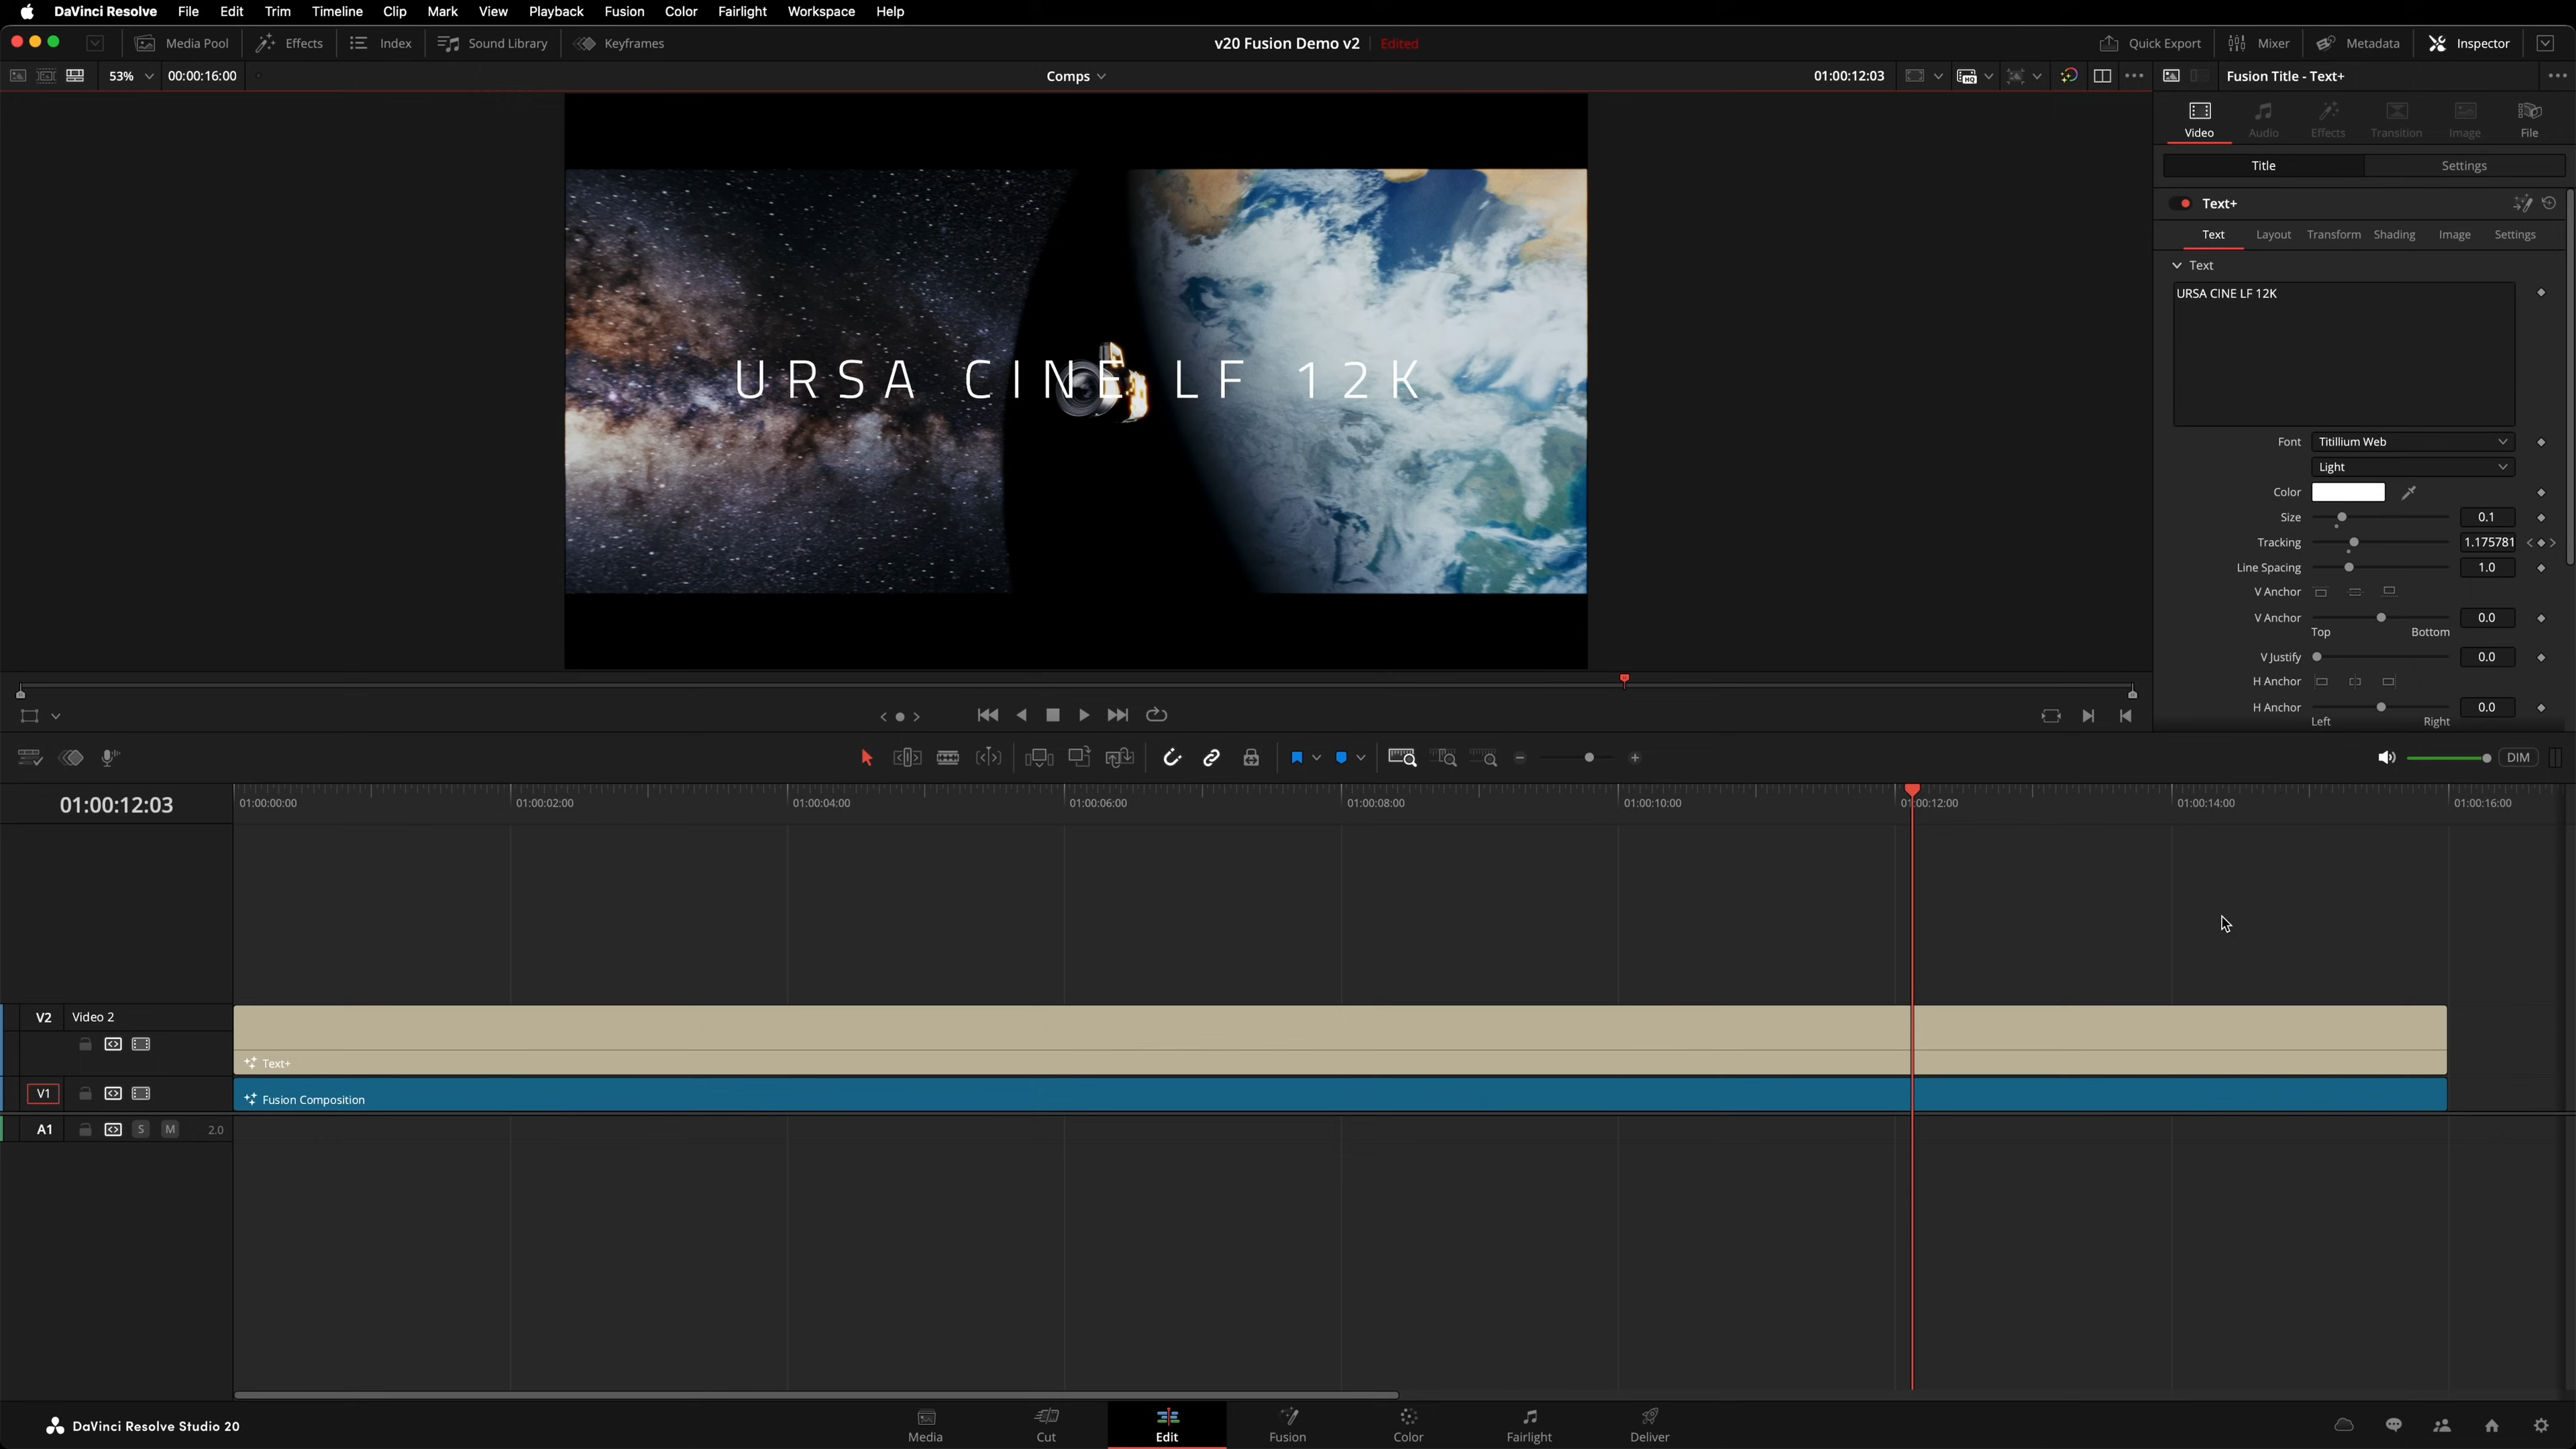 DaVinci Resolve File Edit Trim Timeline Clip Mark View Playback Fusion Color Fairlight Workspace Help
Media Pool Effects Index Sound Library Keyframes v20 Fusion Demo v2 Edited Quick Export Mixer Metadata Inspector
53% 00:00:16:00 Comps 01:00:12:03 HQ Fusion Title - Text+
Video Audio Effects Transition Image File
Title Settings
Text+
Text Layout Transform Shading Image Settings
Text
URSA CINE LF 12K
URSA CINE LF 12K
Font Titillium Web
Light
Color
Size 0.1
Tracking 1.175781
Line Spacing 1.0
V Anchor
V Anchor 0.0
Top Bottom
V Justify 0.0
H Anchor
H Anchor 0.0
Left Right
DIM
01:00:12:03
01:00:00:00 01:00:02:00 01:00:04:00 01:00:06:00 01:00:08:00 01:00:10:00 01:00:12:00 01:00:14:00 01:00:16:00
V2 Video 2
Text+
V1 Fusion Composition
A1 S M 2.0
DaVinci Resolve Studio 20
Media Cut Edit Fusion Color Fairlight Deliver